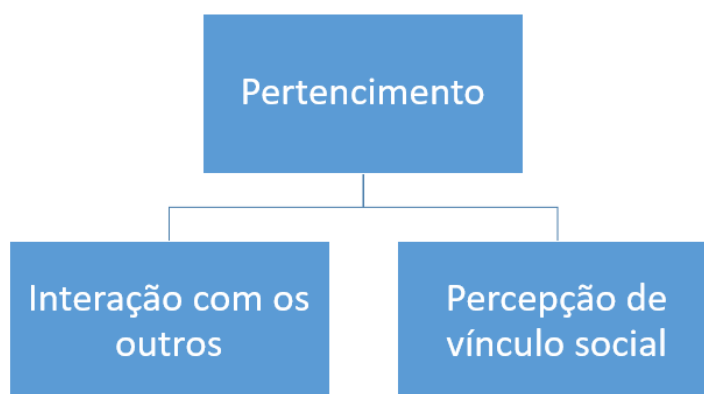 Pertencimento
Interação com os
outros
Percepção de
vínculo social